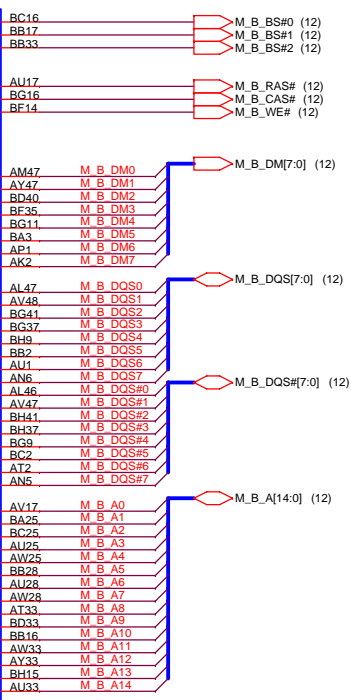 BC16 M_B_BS#0 (12)
BB17 M_B_BS#1 (12)
BB33 M_B_BS#2 (12)
AU17 M_B_RAS# (12)
BG16 M_B_CAS# (12)
BF14 M_B_WE# (12)
M_B_DM[7:0] (12)
AM47 M_B_DM0
AY47 M_B_DM1
BD40 M_B_DM2
BF35 M_B_DM3
BG11 M_B_DM4
BA3 M_B_DM5
AP1 M_B_DM6
AK2 M_B_DM7
M_B_DQS[7:0] (12)
AL47 M_B_DQS0
AV48 M_B_DQS1
BG41 M_B_DQS2
BG37 M_B_DQS3
BH9 M_B_DQS4
BB2 M_B_DQS5
AU1 M_B_DQS6
AN6 M_B_DQS7
M_B_DQS#[7:0] (12)
AL46 M_B_DQS#0
AV47 M_B_DQS#1
BH41 M_B_DQS#2
BH37 M_B_DQS#3
BG9 M_B_DQS#4
BC2 M_B_DQS#5
AT2 M_B_DQS#6
AN5 M_B_DQS#7
M_B_A[14:0] (12)
AV17 M_B_A0
BA25 M_B_A1
BC25 M_B_A2
AU25 M_B_A3
AW25 M_B_A4
BB28 M_B_A5
AU28 M_B_A6
AW28 M_B_A7
AT33 M_B_A8
BD33 M_B_A9
BB16 M_B_A10
AW33 M_B_A11
AY33 M_B_A12
BH15 M_B_A13
AU33 M_B_A14